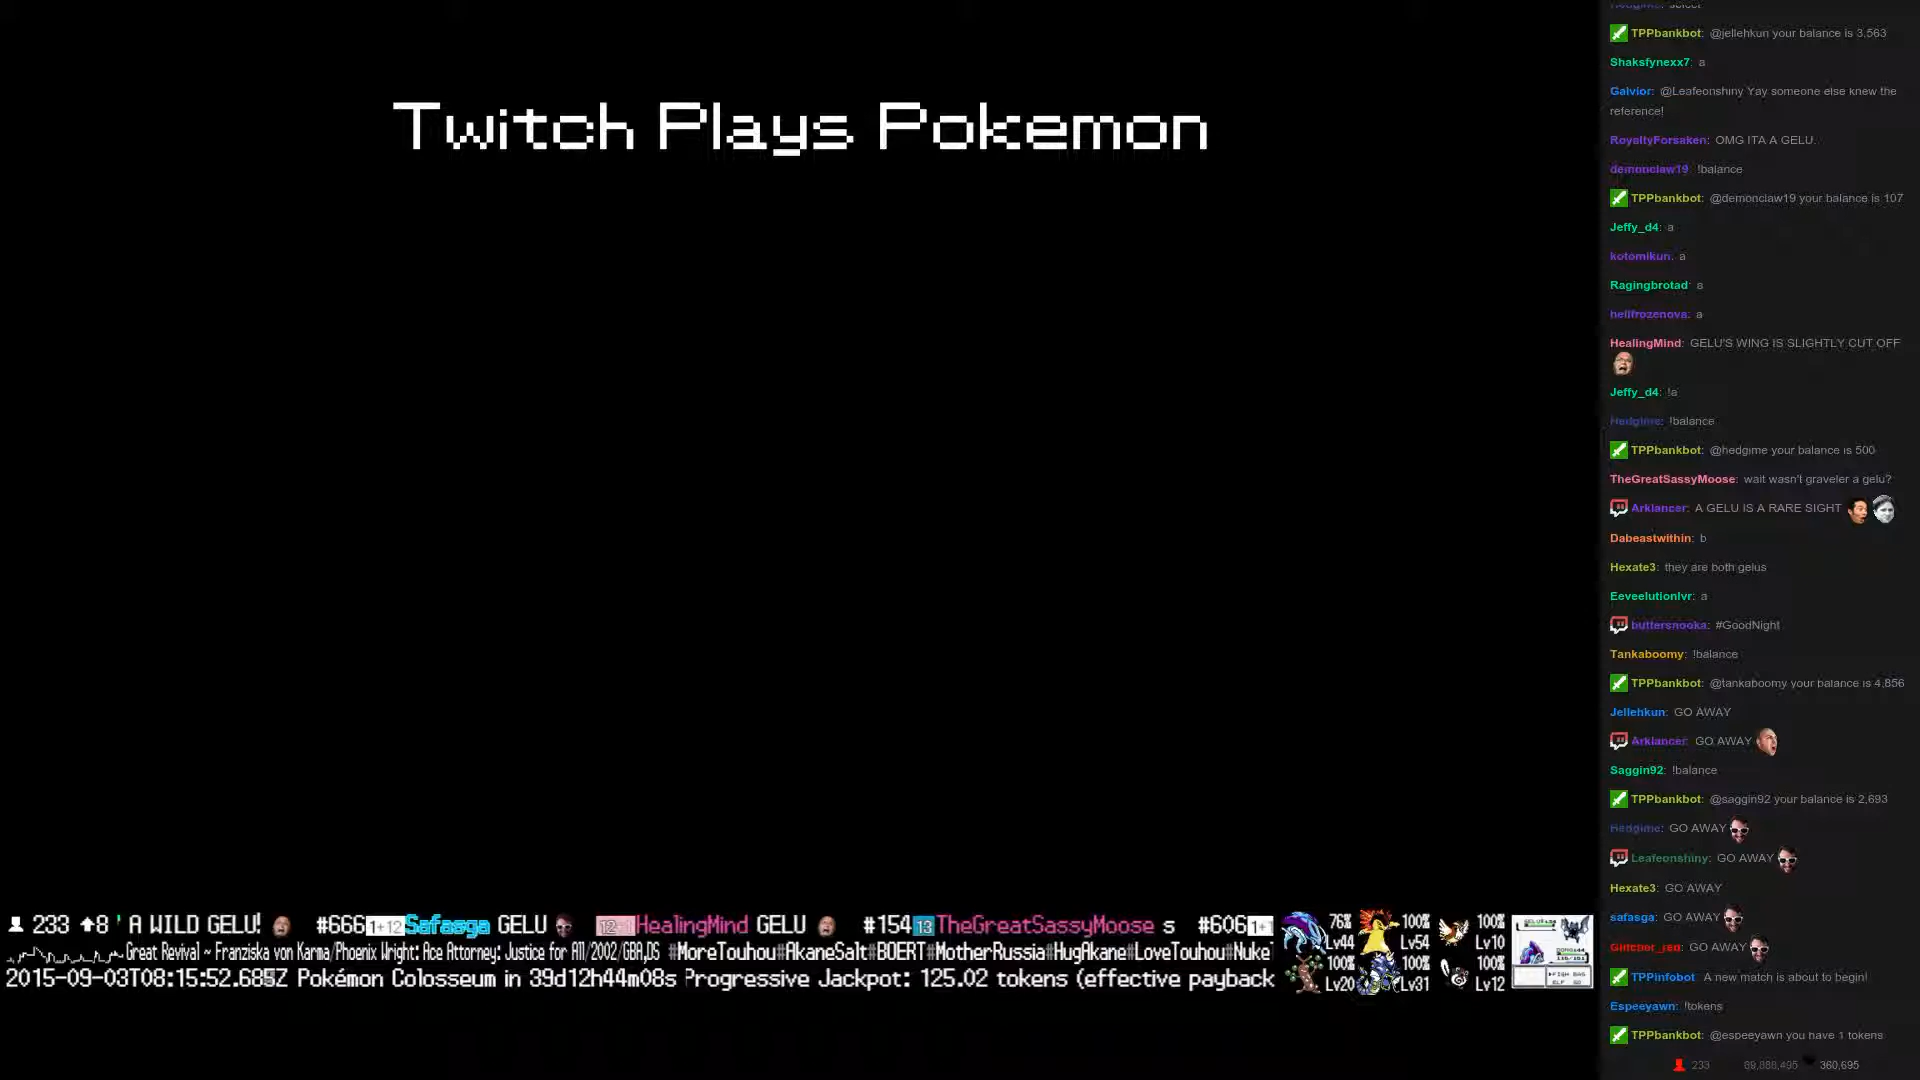 Twitch Plays Pokemon
TPPbankbot: @jellehkun your balance is 3,563
Shaksfynexx7: a
Galvior: @Leafeonshiny Yay someone else knew the
reference!
RoyaltyForsaken: OMG ITA A GELU.
demonclaw19: !balance
TPPbankbot: @demonclaw19 your balance is 107
Jeffy_d4: a
kotomikun: a
Ragingbrotad: a
hellfrozenova: a
HealingMind: GELU'S WING IS SLIGHTLY CUT OFF
Jeffy_d4: !a
Hedgime: !balance
TPPbankbot: @hedgime your balance is 500
TheGreatSassyMoose: wait wasn't graveler a gelu?
Arklancer: A GELU IS A RARE SIGHT
Dabeastwithin: b
Hexate3: they are both gelus
Eeveelutionlvr: a
buttersnooka: #GoodNight
Tankaboomy: !balance
TPPbankbot: @tankaboomy your balance is 4,856
Jellehkun: GO AWAY
Arklancer: GO AWAY
Saggin92: !balance
TPPbankbot: @saggin92 your balance is 2,693
Hedgime: GO AWAY
Leafeonshiny: GO AWAY
Hexate3: GO AWAY
safasga: GO AWAY
Glitcher_red: GO AWAY
TPPinfobot: A new match is about to begin!
Espeeyawn: !tokens
TPPbankbot: @espeeyawn you have 1 tokens
233 89,888,495 360,695
233 8 ' A WILD GELU! #666 1+12 Safasga GELU 12+1 HealingMind GELU #154 13 TheGreatSassyMoose s #606 1+1
Great Revival ~ Franziska von Karma/Phoenix Wright: Ace Attorney: Justice for All/2002/GBA,DS #MoreTouhou#AkaneSalt#BOERT#MotherRussia#HugAkane#LoveTouhou#Nuke
2015-09-03T08:15:52.685Z Pokémon Colosseum in 39d12h44m08s Progressive Jackpot: 125.02 tokens (effective payback
76% 100% 100%
Lv44 Lv54 Lv10
100% 100% 100%
Lv20 Lv31 Lv12